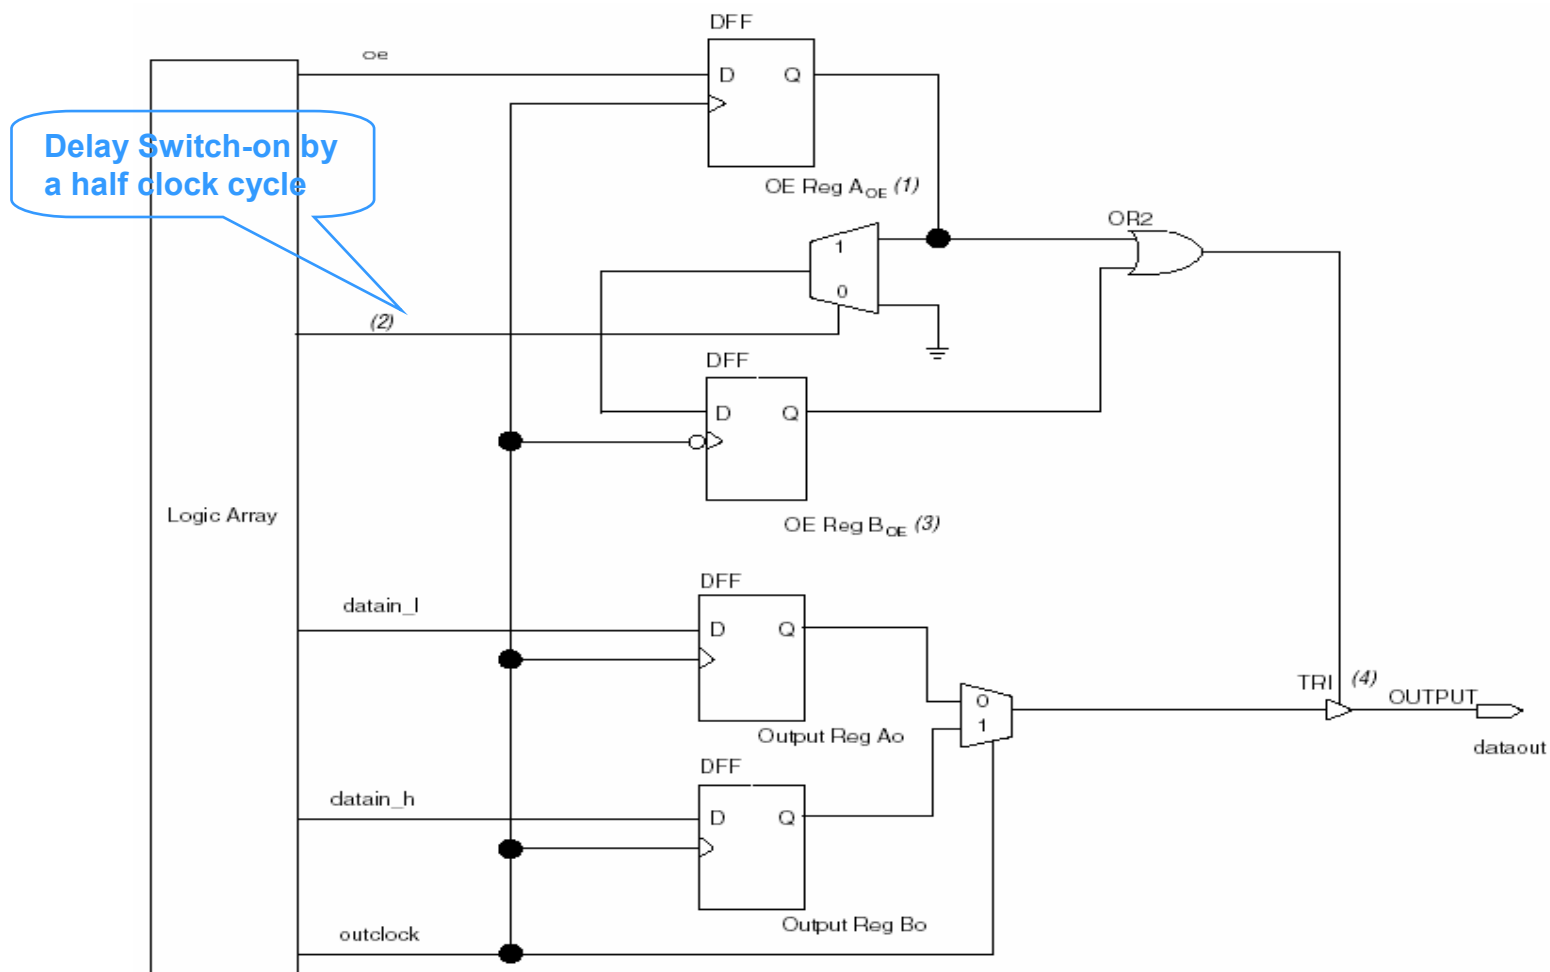 DFF
oe
D Q
Delay Switch-on by
a half clock cycle
OE Reg A_OE (1)
OR2
1
0
(2)
DFF
D Q
Logic Array
OE Reg B_OE (3)
DFF
datain_l
D Q
TRI (4)
OUTPUT
0
1
Output Reg Ao
dataout
DFF
datain_h
D Q
Output Reg Bo
outclock